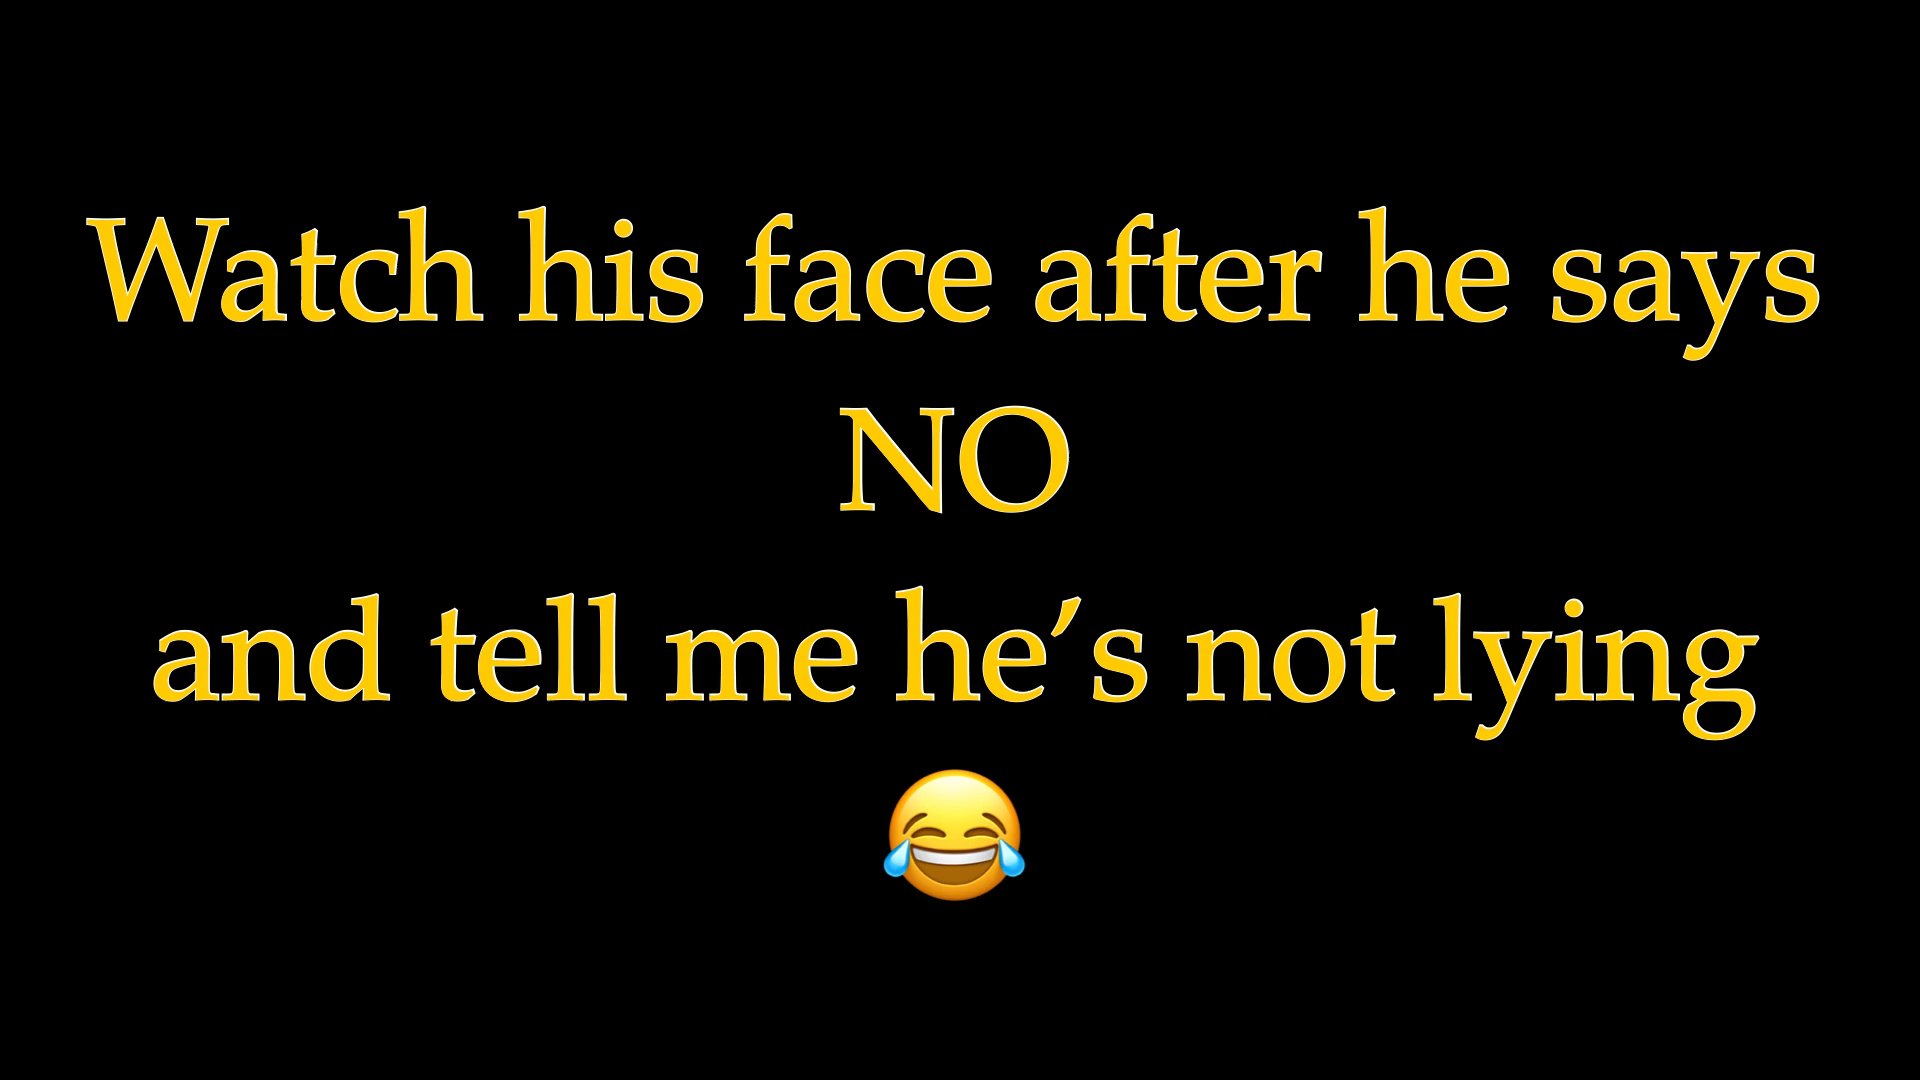 Watch his face after he says
NO
and tell me he’s not lying
😂